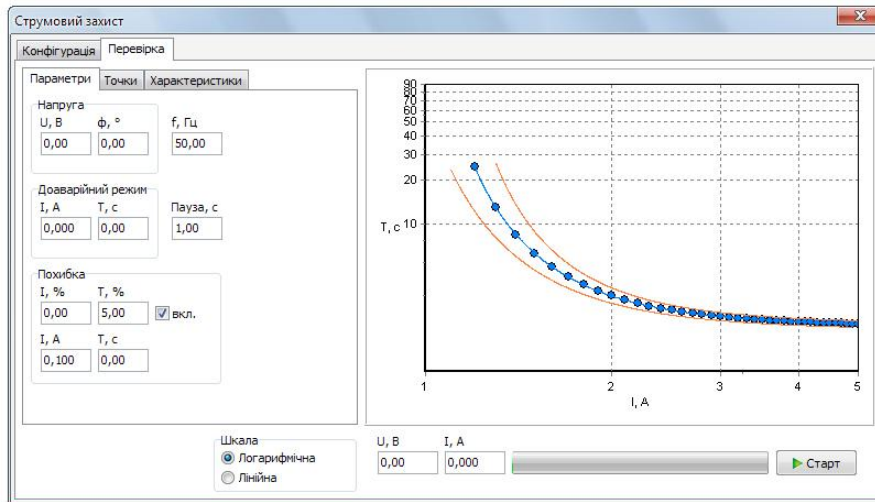 Струмовий захист
Конфігурація Перевірка
Параметри Точки Характеристики
Напруга
U, В ф, ° f, Гц
0,00 0,00 50,00
Доаварійний режим
I, А T, с Пауза, с
0,000 0,00 1,00
Похибка
I, % T, %
0,00 5,00 вкл.
I, А T, с
0,100 0,00
90
80
70
60
50
40
30
20
T, с 10
1 2 3 4 5
I, А
Шкала
Логарифмічна
Лінійна
U, В I, А
0,00 0,000 Старт